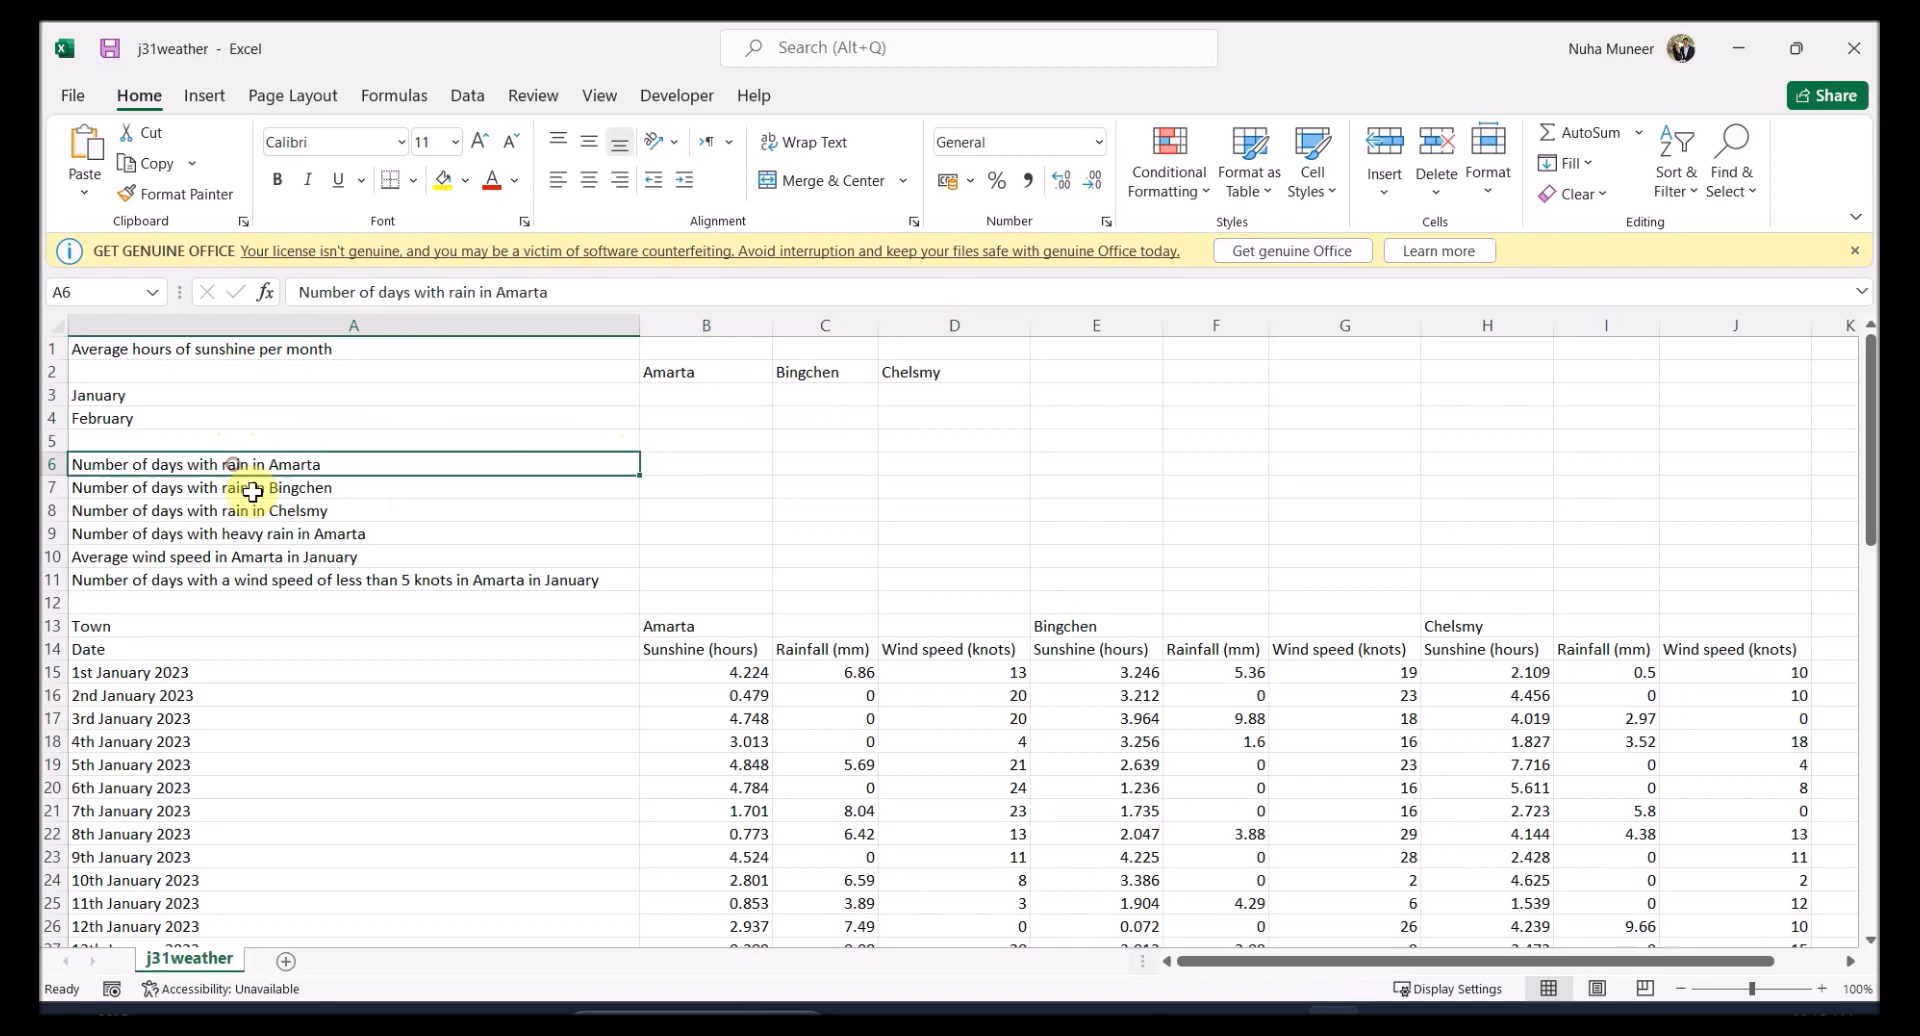 j31weather - Excel
Search (Alt+Q)
Nuha Muneer
File Home Insert Page Layout Formulas Data Review View Developer Help
Share
Paste
Cut
Copy
Format Painter
Clipboard
Calibri 11
B I U
Font
Wrap Text
Merge & Center
Alignment
General
Number
Conditional Formatting
Format as Table
Cell Styles
Styles
Insert Delete Format
Cells
AutoSum
Fill
Clear
Sort & Filter
Find & Select
Editing
GET GENUINE OFFICE Your license isn't genuine, and you may be a victim of software counterfeiting. Avoid interruption and keep your files safe with genuine Office today. Get genuine Office Learn more
A6 fx Number of days with rain in Amarta
A B C D E F G H I J K
1 Average hours of sunshine per month
2 Amarta Bingchen Chelsmy
3 January
4 February
5
6 Number of days with rain in Amarta
7 Number of days with rain in Bingchen
8 Number of days with rain in Chelsmy
9 Number of days with heavy rain in Amarta
10 Average wind speed in Amarta in January
11 Number of days with a wind speed of less than 5 knots in Amarta in January
12
13 Town Amarta Bingchen Chelsmy
14 Date Sunshine (hours) Rainfall (mm) Wind speed (knots) Sunshine (hours) Rainfall (mm) Wind speed (knots) Sunshine (hours) Rainfall (mm) Wind speed (knots)
15 1st January 2023 4.224 6.86 13 3.246 5.36 19 2.109 0.5 10
16 2nd January 2023 0.479 0 20 3.212 0 23 4.456 0 10
17 3rd January 2023 4.748 0 20 3.964 9.88 18 4.019 2.97 0
18 4th January 2023 3.013 0 4 3.256 1.6 16 1.827 3.52 18
19 5th January 2023 4.848 5.69 21 2.639 0 23 7.716 0 4
20 6th January 2023 4.784 0 24 1.236 0 16 5.611 0 8
21 7th January 2023 1.701 8.04 23 1.735 0 16 2.723 5.8 0
22 8th January 2023 0.773 6.42 13 2.047 3.88 29 4.144 4.38 13
23 9th January 2023 4.524 0 11 4.225 0 28 2.428 0 11
24 10th January 2023 2.801 6.59 8 3.386 0 2 4.625 0 2
25 11th January 2023 0.853 3.89 3 1.904 4.29 6 1.539 0 12
26 12th January 2023 2.937 7.49 0 0.072 0 26 4.239 9.66 10
j31weather
Ready Accessibility: Unavailable Display Settings 100%